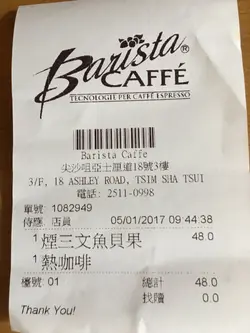 Barista®
CAFFÈ
TECNOLOGIE PER CAFFÈ ESPRESSO
Barista Caffe
尖沙咀亞士厘道18號3樓
3/F, 18 ASHLEY ROAD, TSIM SHA TSUI
電話: 2511-0998
單號: 1082949
侍應: 店員 05/01/2017 09 44 38
1 煙三文魚貝果 48.0
1 熱咖啡
檯號: 01 總計 48.0
找贖 0.0
Thank You!